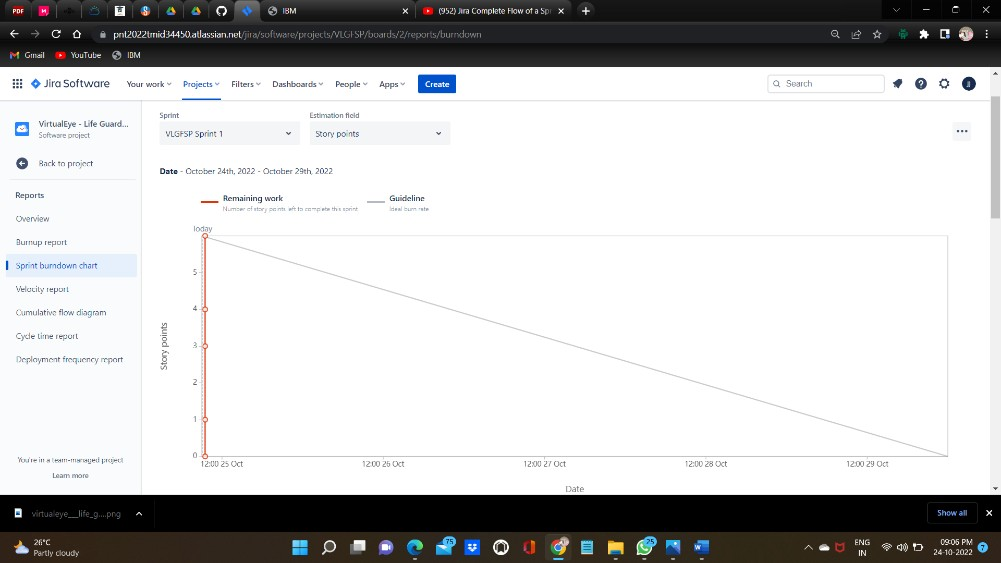 PDF
IBM
(952) Jira Complete Flow of a Spr
pnt2022tmid34450.atlassian.net/jira/software/projects/VLGFSP/boards/2/reports/burndown
Gmail YouTube IBM
Jira Software Your work Projects Filters Dashboards People Apps Create Search
JI
VirtualEye - Life Guard...
Software project
Back to project
Reports
Overview
Burnup report
Sprint burndown chart
Velocity report
Cumulative flow diagram
Cycle time report
Deployment frequency report
You're in a team-managed project
Learn more
Sprint Estimation field
VLGFSP Sprint 1 Story points
Date - October 24th, 2022 - October 29th, 2022
Remaining work Guideline
Number of story points left to complete this sprint Ideal burn rate
Today
5
4
3
2
1
0
Story points
12:00 25 Oct 12:00 26 Oct 12:00 27 Oct 12:00 28 Oct 12:00 29 Oct
Date
virtualeye__life_g....png Show all
26°C
Partly cloudy
75
25
ENG
IN
09:06 PM
24-10-2022